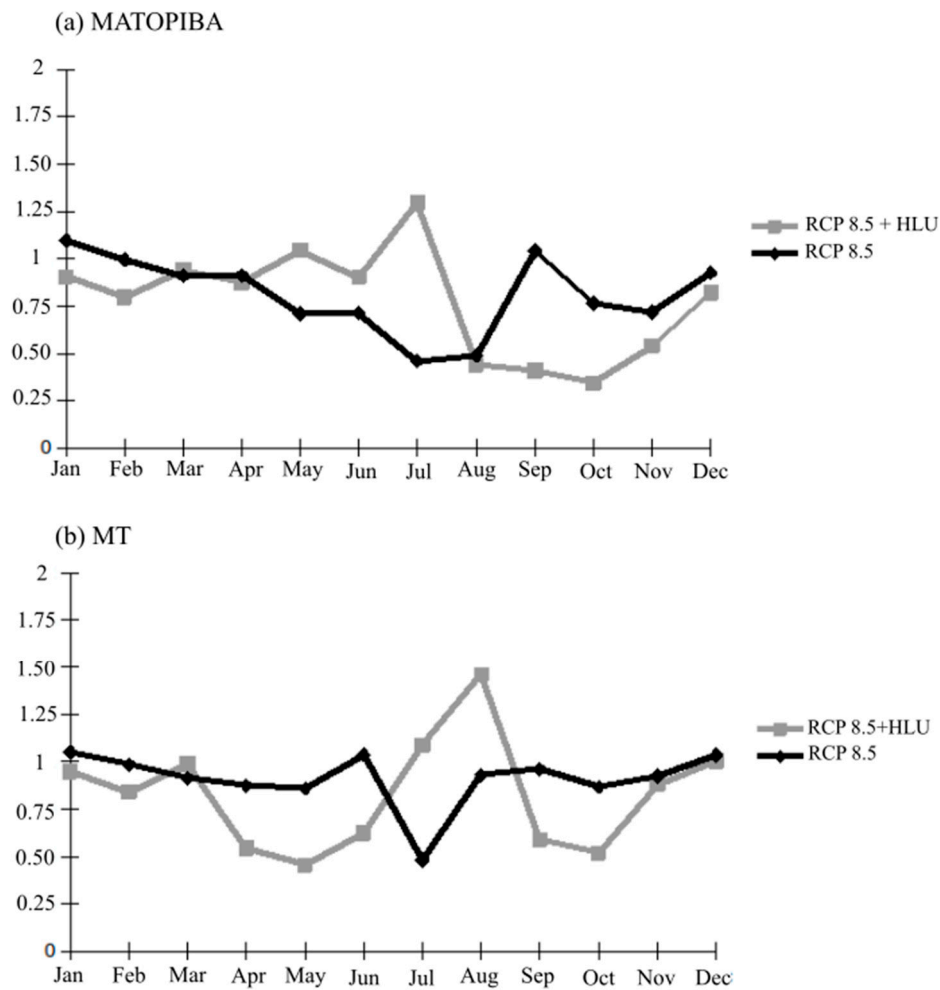 (a) MATOPIBA
2
1.75
1.50
1.25
1
0.75
0.50
0.25
0
Jan Feb Mar Apr May Jun Jul Aug Sep Oct Nov Dec
RCP 8.5 + HLU
RCP 8.5
(b) MT
2
1.75
1.50
1.25
1
0.75
0.50
0.25
0
Jan Feb Mar Apr May Jun Jul Aug Sep Oct Nov Dec
RCP 8.5+HLU
RCP 8.5